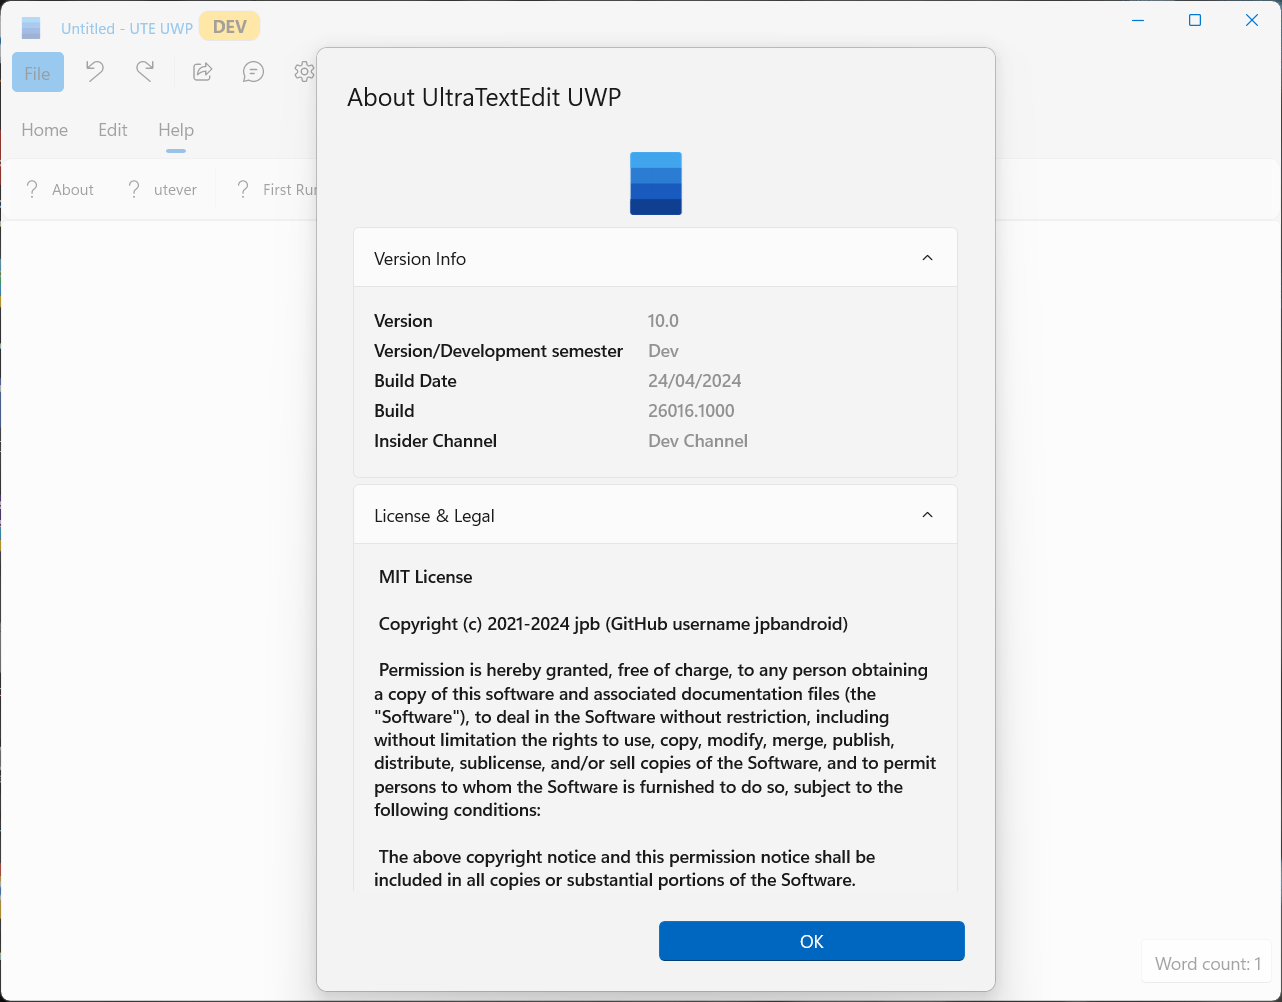 Untitled - UTE UWP DEV
File
Home Edit Help
? About ? utever ? First Run
About UltraTextEdit UWP
Version Info
Version 10.0
Version/Development semester Dev
Build Date 24/04/2024
Build 26016.1000
Insider Channel Dev Channel
License & Legal
MIT License
Copyright (c) 2021-2024 jpb (GitHub username jpbandroid)
Permission is hereby granted, free of charge, to any person obtaining
a copy of this software and associated documentation files (the
"Software"), to deal in the Software without restriction, including
without limitation the rights to use, copy, modify, merge, publish,
distribute, sublicense, and/or sell copies of the Software, and to permit
persons to whom the Software is furnished to do so, subject to the
following conditions:
The above copyright notice and this permission notice shall be
included in all copies or substantial portions of the Software.
OK
Word count: 1